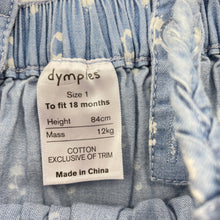 dymples
Size 1
To fit 18 months
Height 84cm
Mass 12kg
COTTON
EXCLUSIVE OF TRIM
Made in China